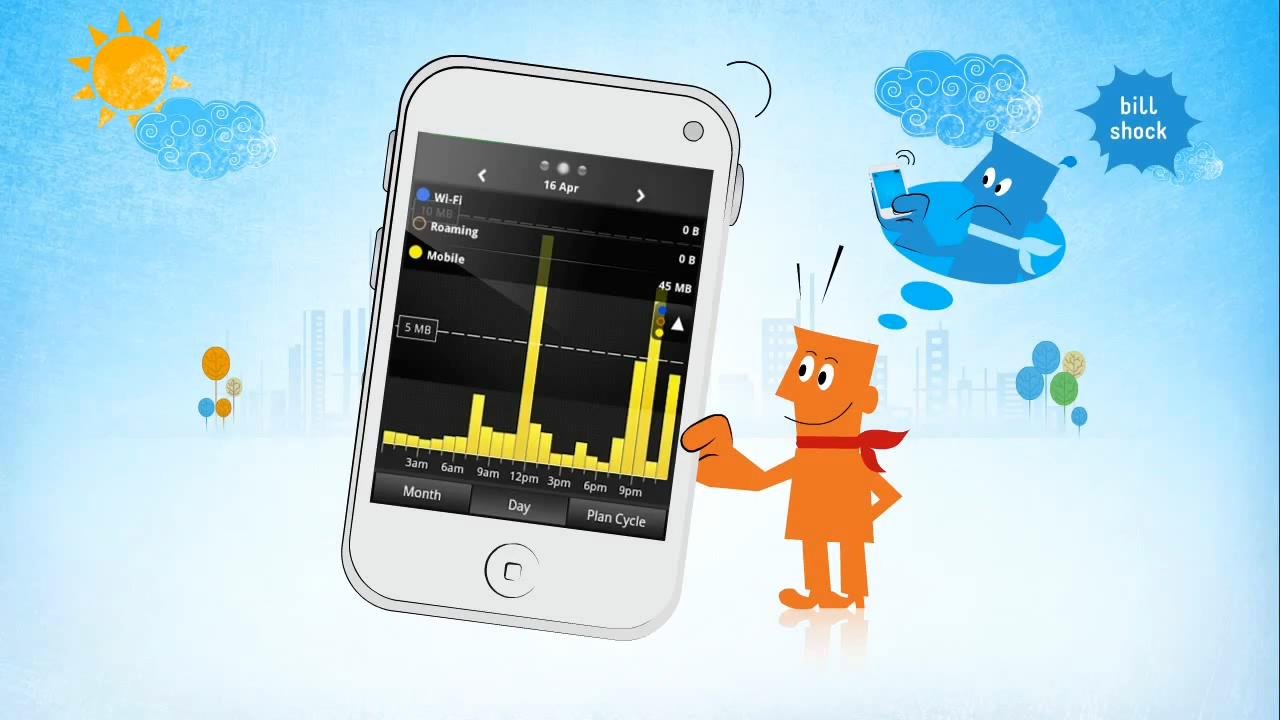 bill
shock
16 Apr
Wi-Fi
0 B
10 MB
Roaming
0 B
Mobile
45 MB
5 MB
3am 6am 9am 12pm 3pm 6pm 9pm
Month Day Plan Cycle